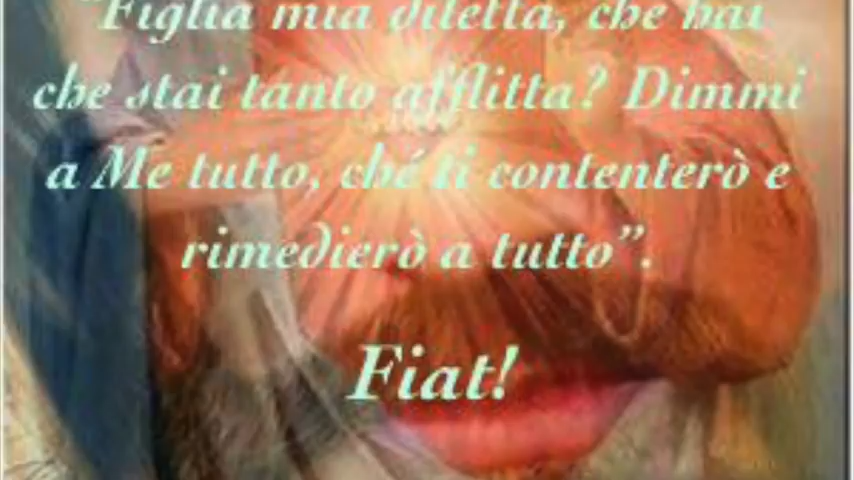 "Figlia mia diletta, che hai
che stai tanto afflitta? Dimmi
a Me tutto, ché ti contenterò e
rimedierò a tutto".
Fiat!